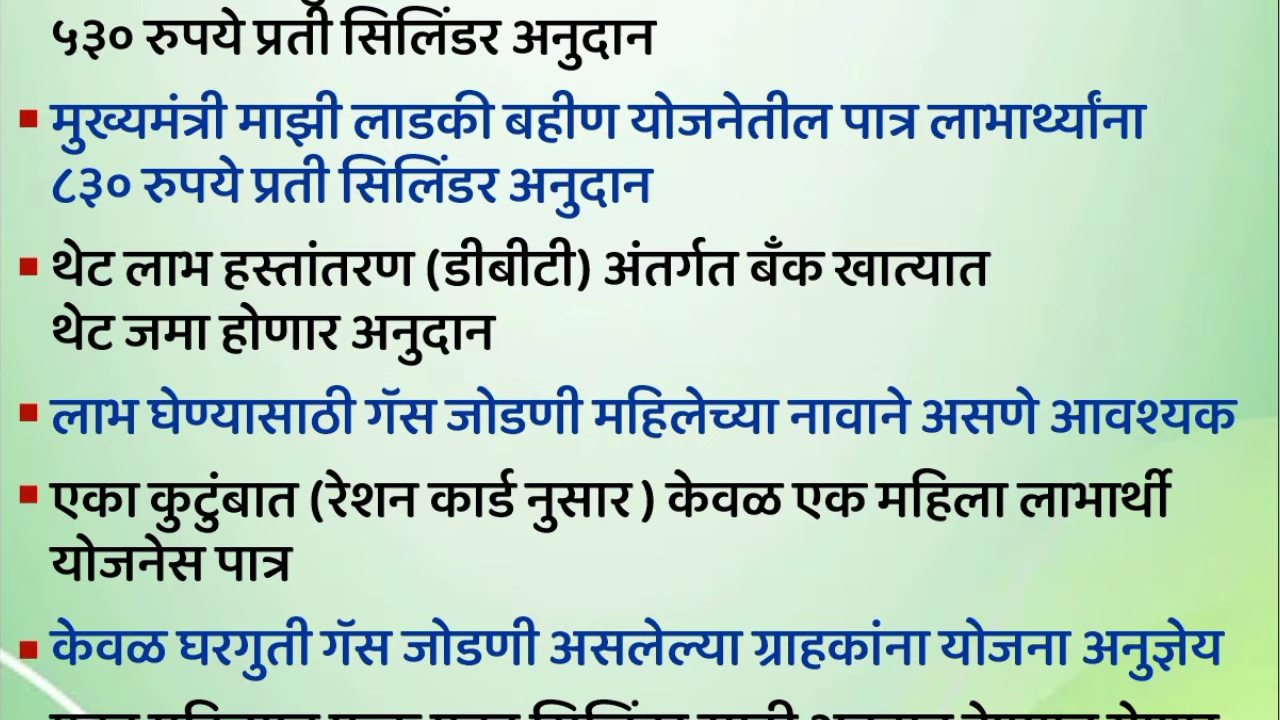 ५३० रुपये प्रती सिलिंडर अनुदान
▪ मुख्यमंत्री माझी लाडकी बहीण योजनेतील पात्र लाभार्थ्यांना
८३० रुपये प्रती सिलिंडर अनुदान
▪ थेट लाभ हस्तांतरण (डीबीटी) अंतर्गत बँक खात्यात
थेट जमा होणार अनुदान
▪ लाभ घेण्यासाठी गॅस जोडणी महिलेच्या नावाने असणे आवश्यक
▪ एका कुटुंबात (रेशन कार्ड नुसार ) केवळ एक महिला लाभार्थी
योजनेस पात्र
▪ केवळ घरगुती गॅस जोडणी असलेल्या ग्राहकांना योजना अनुज्ञेय